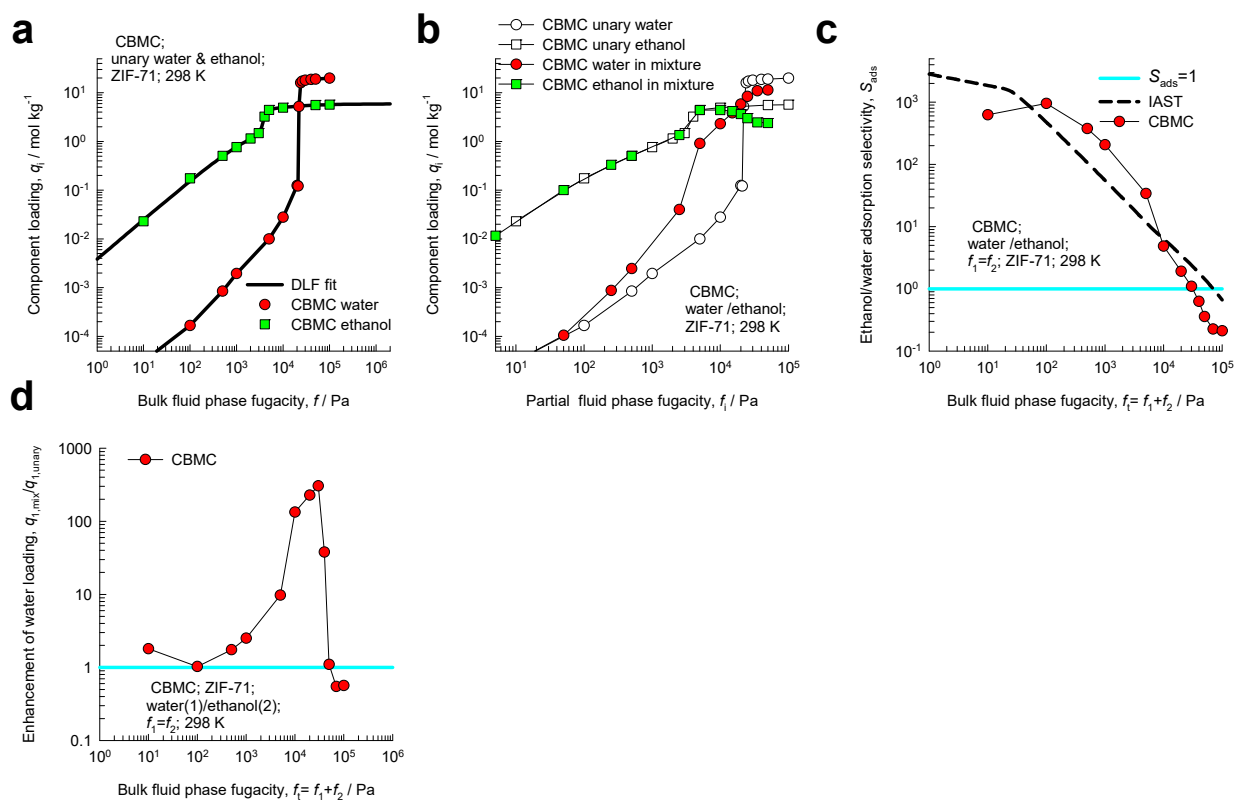 a
CBMC;
unary water & ethanol;
ZIF-71; 298 K
Component loading, qi / mol kg-1
10^1
10^0
10^-1
10^-2
10^-3
10^-4
DLF fit
CBMC water
CBMC ethanol
10^0 10^1 10^2 10^3 10^4 10^5 10^6
Bulk fluid phase fugacity, f / Pa
b
CBMC unary water
CBMC unary ethanol
CBMC water in mixture
CBMC ethanol in mixture
Component loading, qi / mol kg-1
10^1
10^0
10^-1
10^-2
10^-3
10^-4
CBMC;
water /ethanol;
ZIF-71; 298 K
10^1 10^2 10^3 10^4 10^5
Partial fluid phase fugacity, fi / Pa
c
Sads=1
IAST
CBMC
Ethanol/water adsorption selectivity, Sads
10^3
10^2
10^1
10^0
10^-1
CBMC;
water /ethanol;
f1=f2; ZIF-71; 298 K
10^0 10^1 10^2 10^3 10^4 10^5
Bulk fluid phase fugacity, ft= f1+f2 / Pa
d
CBMC
Enhancement of water loading, q1,mix/q1,unary
1000
100
10
1
0.1
CBMC; ZIF-71;
water(1)/ethanol(2);
f1=f2; 298 K
10^0 10^1 10^2 10^3 10^4 10^5 10^6
Bulk fluid phase fugacity, ft= f1+f2 / Pa